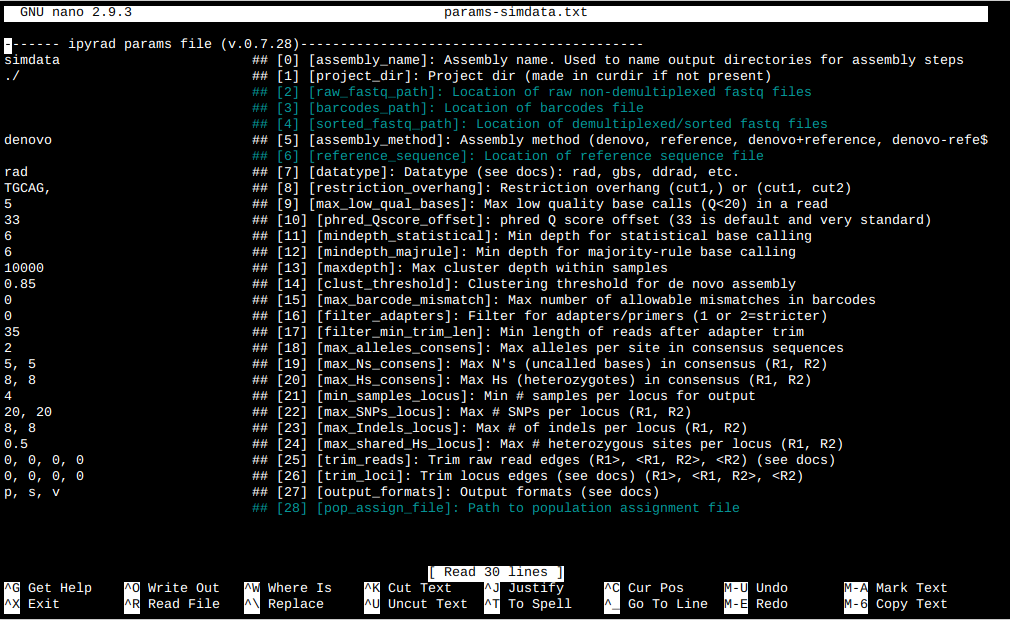 GNU nano 2.9.3 params-simdata.txt
------- ipyrad params file (v.0.7.28)-------------------------------------------
simdata ## [0] [assembly_name]: Assembly name. Used to name output directories for assembly steps
./ ## [1] [project_dir]: Project dir (made in curdir if not present)
## [2] [raw_fastq_path]: Location of raw non-demultiplexed fastq files
## [3] [barcodes_path]: Location of barcodes file
## [4] [sorted_fastq_path]: Location of demultiplexed/sorted fastq files
denovo ## [5] [assembly_method]: Assembly method (denovo, reference, denovo+reference, denovo-refe$
## [6] [reference_sequence]: Location of reference sequence file
rad ## [7] [datatype]: Datatype (see docs): rad, gbs, ddrad, etc.
TGCAG, ## [8] [restriction_overhang]: Restriction overhang (cut1,) or (cut1, cut2)
5 ## [9] [max_low_qual_bases]: Max low quality base calls (Q<20) in a read
33 ## [10] [phred_Qscore_offset]: phred Q score offset (33 is default and very standard)
6 ## [11] [mindepth_statistical]: Min depth for statistical base calling
6 ## [12] [mindepth_majrule]: Min depth for majority-rule base calling
10000 ## [13] [maxdepth]: Max cluster depth within samples
0.85 ## [14] [clust_threshold]: Clustering threshold for de novo assembly
0 ## [15] [max_barcode_mismatch]: Max number of allowable mismatches in barcodes
0 ## [16] [filter_adapters]: Filter for adapters/primers (1 or 2=stricter)
35 ## [17] [filter_min_trim_len]: Min length of reads after adapter trim
2 ## [18] [max_alleles_consens]: Max alleles per site in consensus sequences
5, 5 ## [19] [max_Ns_consens]: Max N's (uncalled bases) in consensus (R1, R2)
8, 8 ## [20] [max_Hs_consens]: Max Hs (heterozygotes) in consensus (R1, R2)
4 ## [21] [min_samples_locus]: Min # samples per locus for output
20, 20 ## [22] [max_SNPs_locus]: Max # SNPs per locus (R1, R2)
8, 8 ## [23] [max_Indels_locus]: Max # of indels per locus (R1, R2)
0.5 ## [24] [max_shared_Hs_locus]: Max # heterozygous sites per locus (R1, R2)
0, 0, 0, 0 ## [25] [trim_reads]: Trim raw read edges (R1>, <R1, R2>, <R2) (see docs)
0, 0, 0, 0 ## [26] [trim_loci]: Trim locus edges (see docs) (R1>, <R1, R2>, <R2)
p, s, v ## [27] [output_formats]: Output formats (see docs)
## [28] [pop_assign_file]: Path to population assignment file
[ Read 30 lines ]
^G Get Help ^O Write Out ^W Where Is ^K Cut Text ^J Justify ^C Cur Pos M-U Undo M-A Mark Text
^X Exit ^R Read File ^\ Replace ^U Uncut Text ^T To Spell ^_ Go To Line M-E Redo M-6 Copy Text